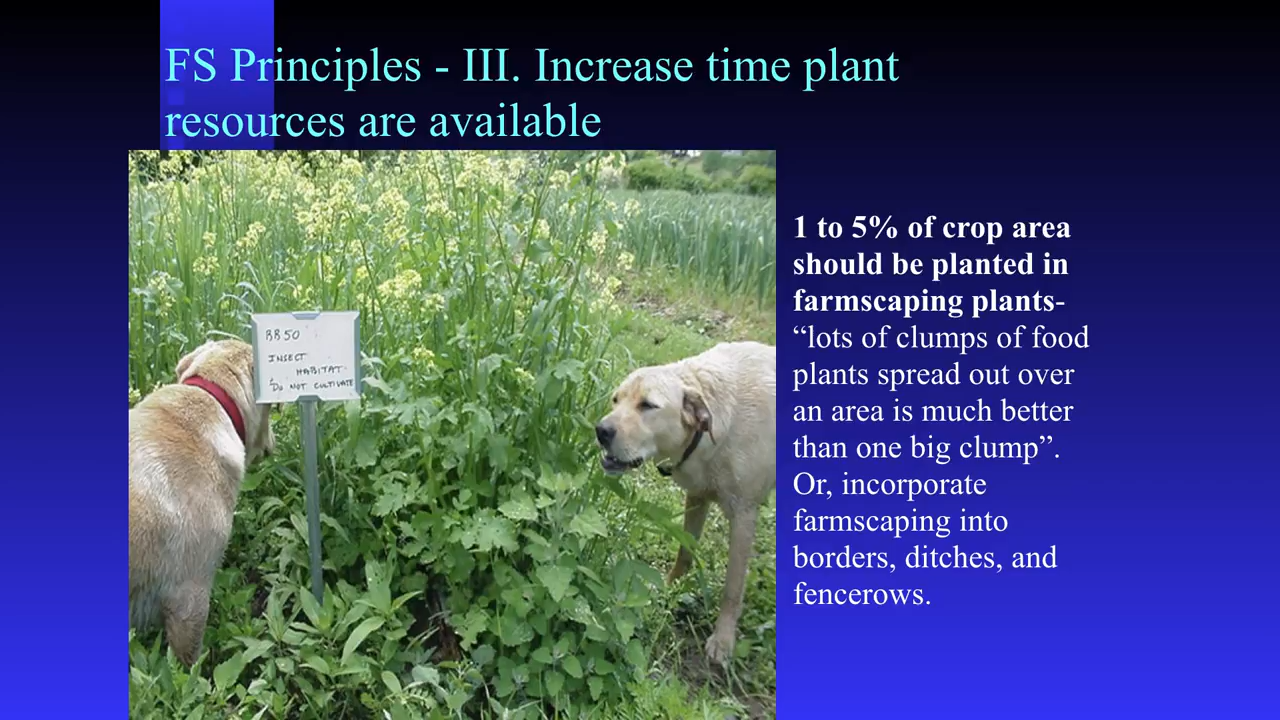 FS Principles - III. Increase time plant
resources are available
BB 50
INSECT
HABITAT
DO NOT CULTIVATE
1 to 5% of crop area
should be planted in
farmscaping plants-
“lots of clumps of food
plants spread out over
an area is much better
than one big clump”.
Or, incorporate
farmscaping into
borders, ditches, and
fencerows.